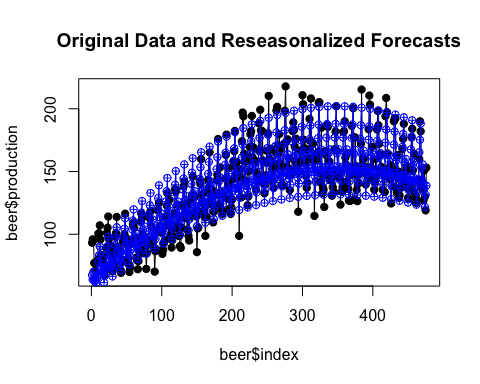 Original Data and Reseasonalized Forecasts
beer$production
200
150
100
0
100
200
300
400
beer$index